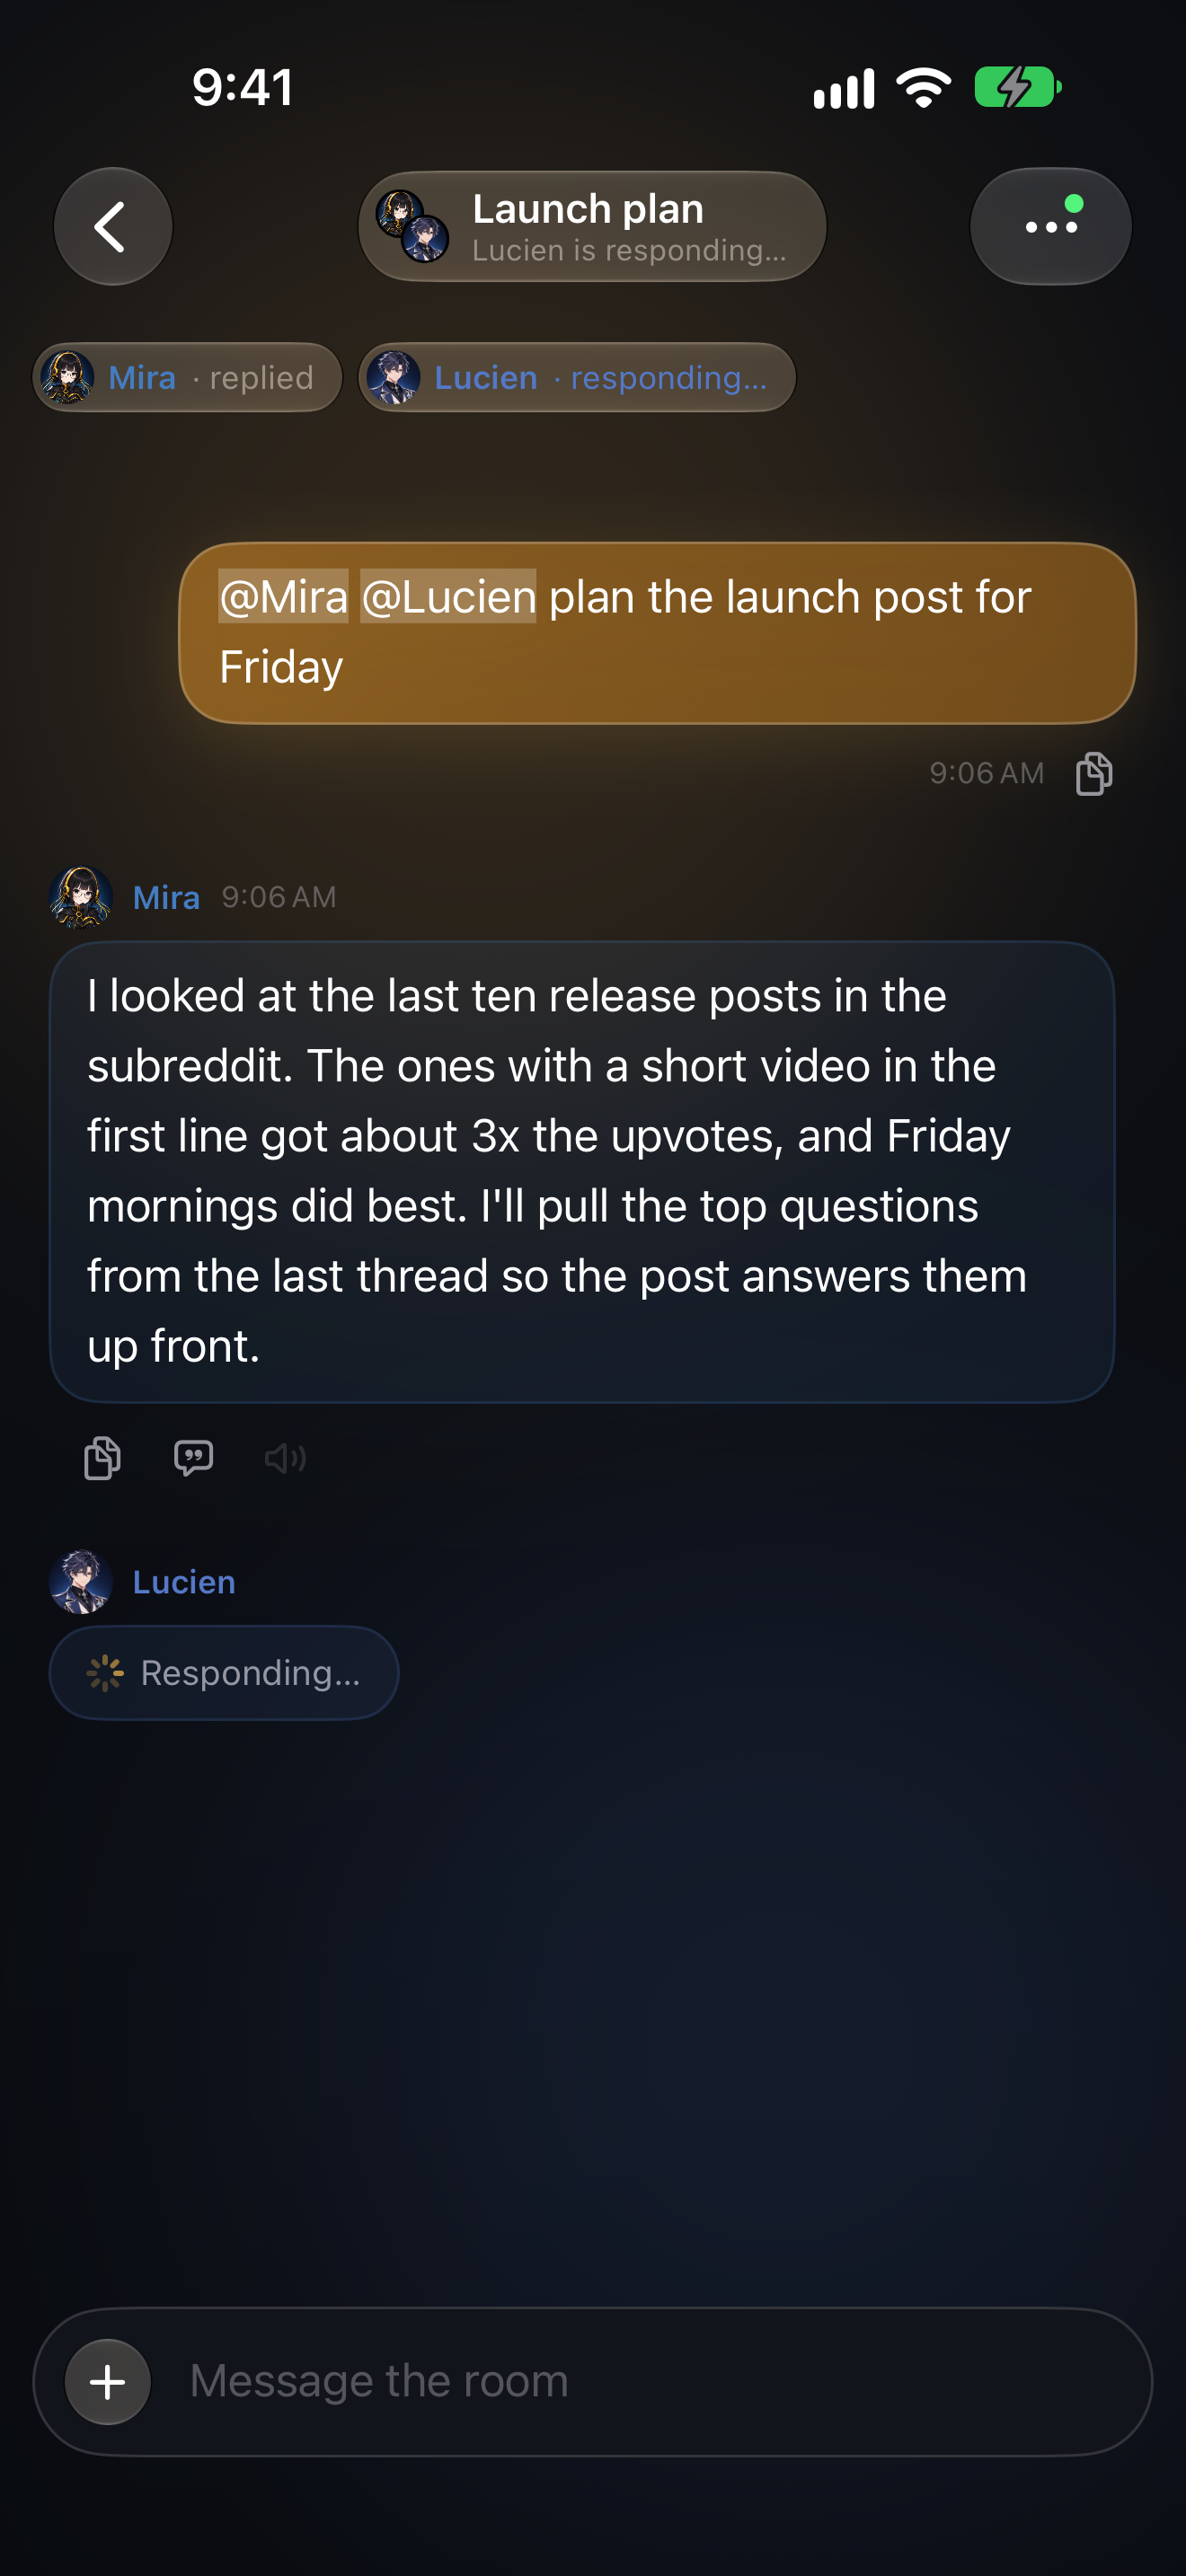 9:41
Launch plan
Lucien is responding...
Mira · replied
Lucien · responding...
@Mira @Lucien plan the launch post for
Friday
9:06 AM
Mira 9:06 AM
I looked at the last ten release posts in the
subreddit. The ones with a short video in the
first line got about 3x the upvotes, and Friday
mornings did best. I'll pull the top questions
from the last thread so the post answers them
up front.
Lucien
Responding...
Message the room